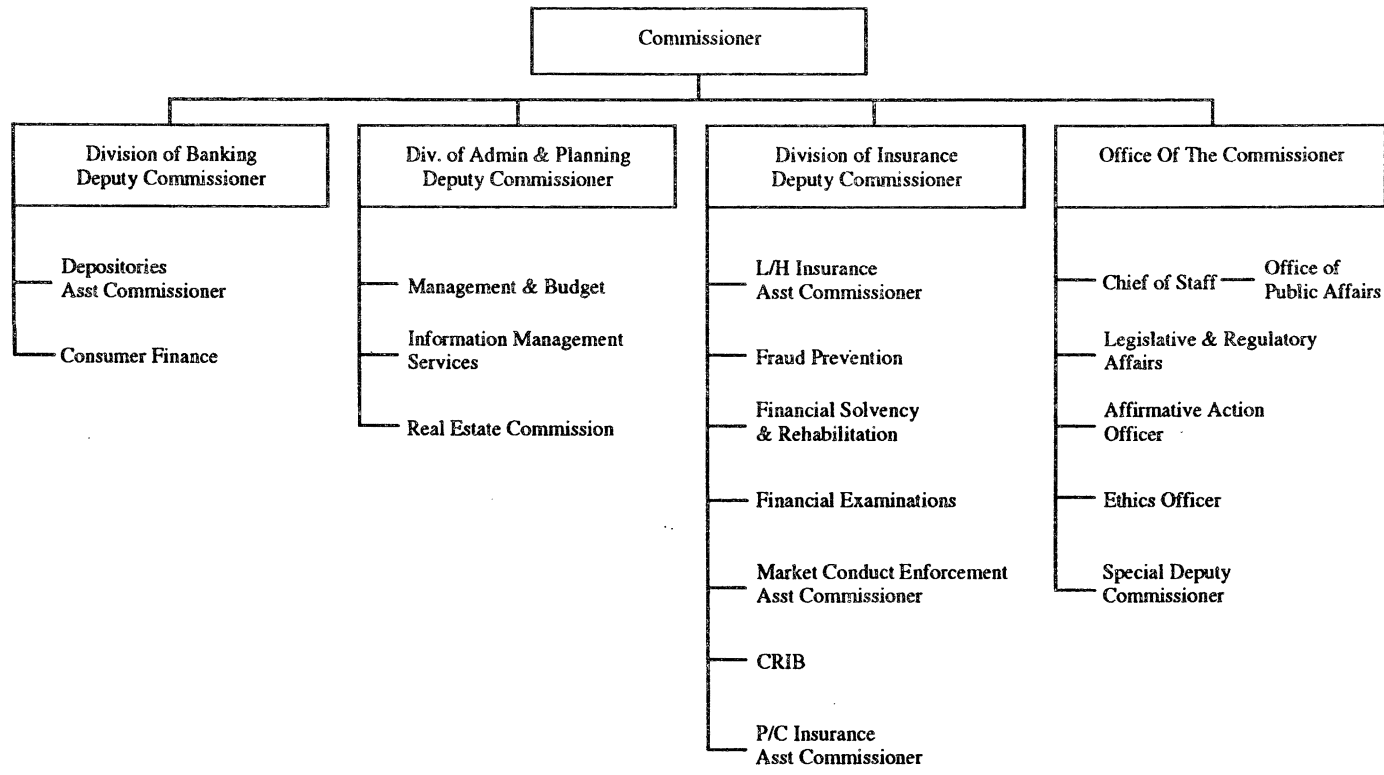 Commissioner
Division of Banking
Deputy Commissioner
Div. of Admin & Planning
Deputy Commissioner
Division of Insurance
Deputy Commissioner
Office Of The Commissioner
Depositories
Asst Commissioner
Consumer Finance
Management & Budget
Information Management
Services
Real Estate Commission
L/H Insurance
Asst Commissioner
Fraud Prevention
Financial Solvency
& Rehabilitation
Financial Examinations
Market Conduct Enforcement
Asst Commissioner
CRIB
P/C Insurance
Asst Commissioner
Chief of Staff
Office of
Public Affairs
Legislative & Regulatory
Affairs
Affirmative Action
Officer
Ethics Officer
Special Deputy
Commissioner